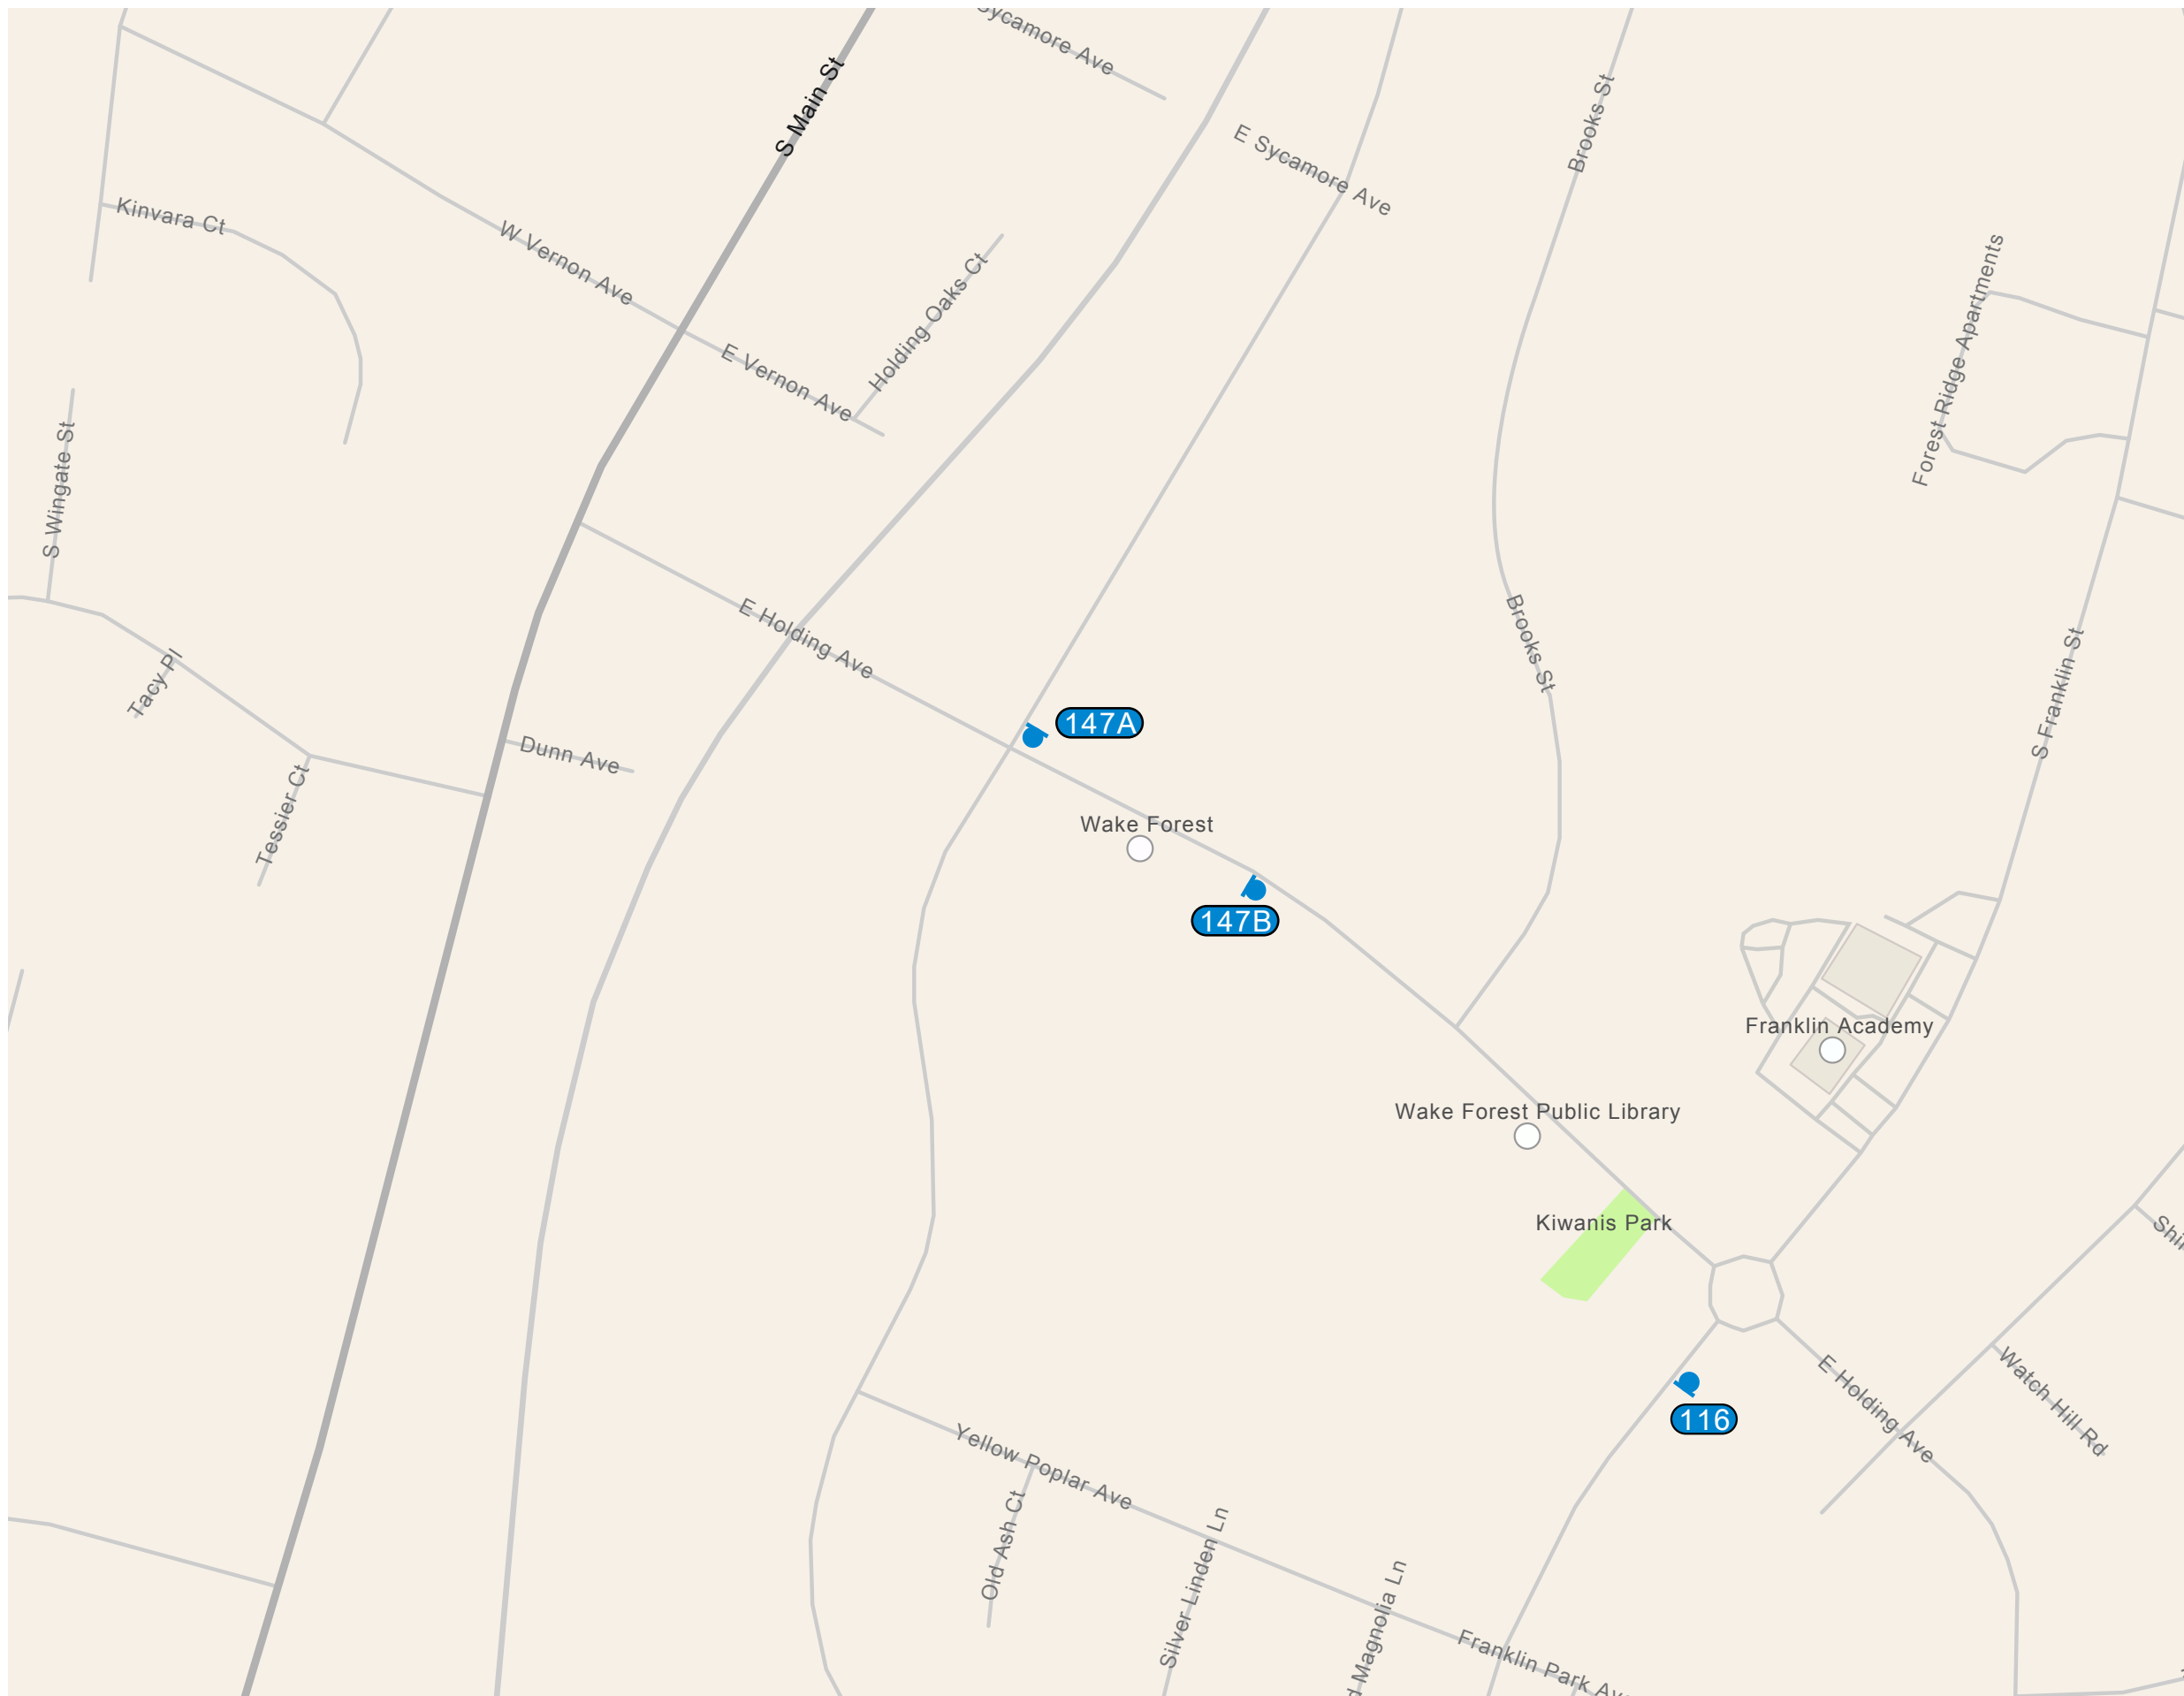 Sycamore Ave
S Main St
Brooks St
E Sycamore Ave
Kinvara Ct
W Vernon Ave
Holding Oaks Ct
Forest Ridge Apartments
E Vernon Ave
S Wingate St
E Holding Ave
Brooks St
S Franklin St
Tacy Pl
147A
Dunn Ave
Tessier Ct
Wake Forest
147B
Franklin Academy
Wake Forest Public Library
Kiwanis Park
E Holding Ave
Watch Hill Rd
116
Yellow Poplar Ave
Old Ash Ct
Silver Linden Ln
Magnolia Ln
Franklin Park Ave